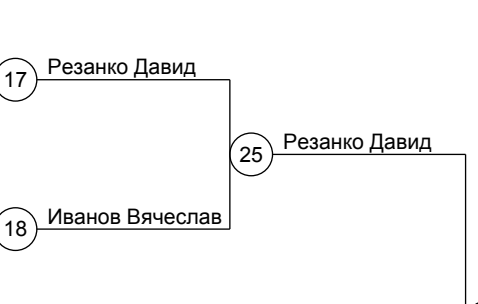 Резанко Давид
17
25
Резанко Давид
Иванов Вячеслав
18